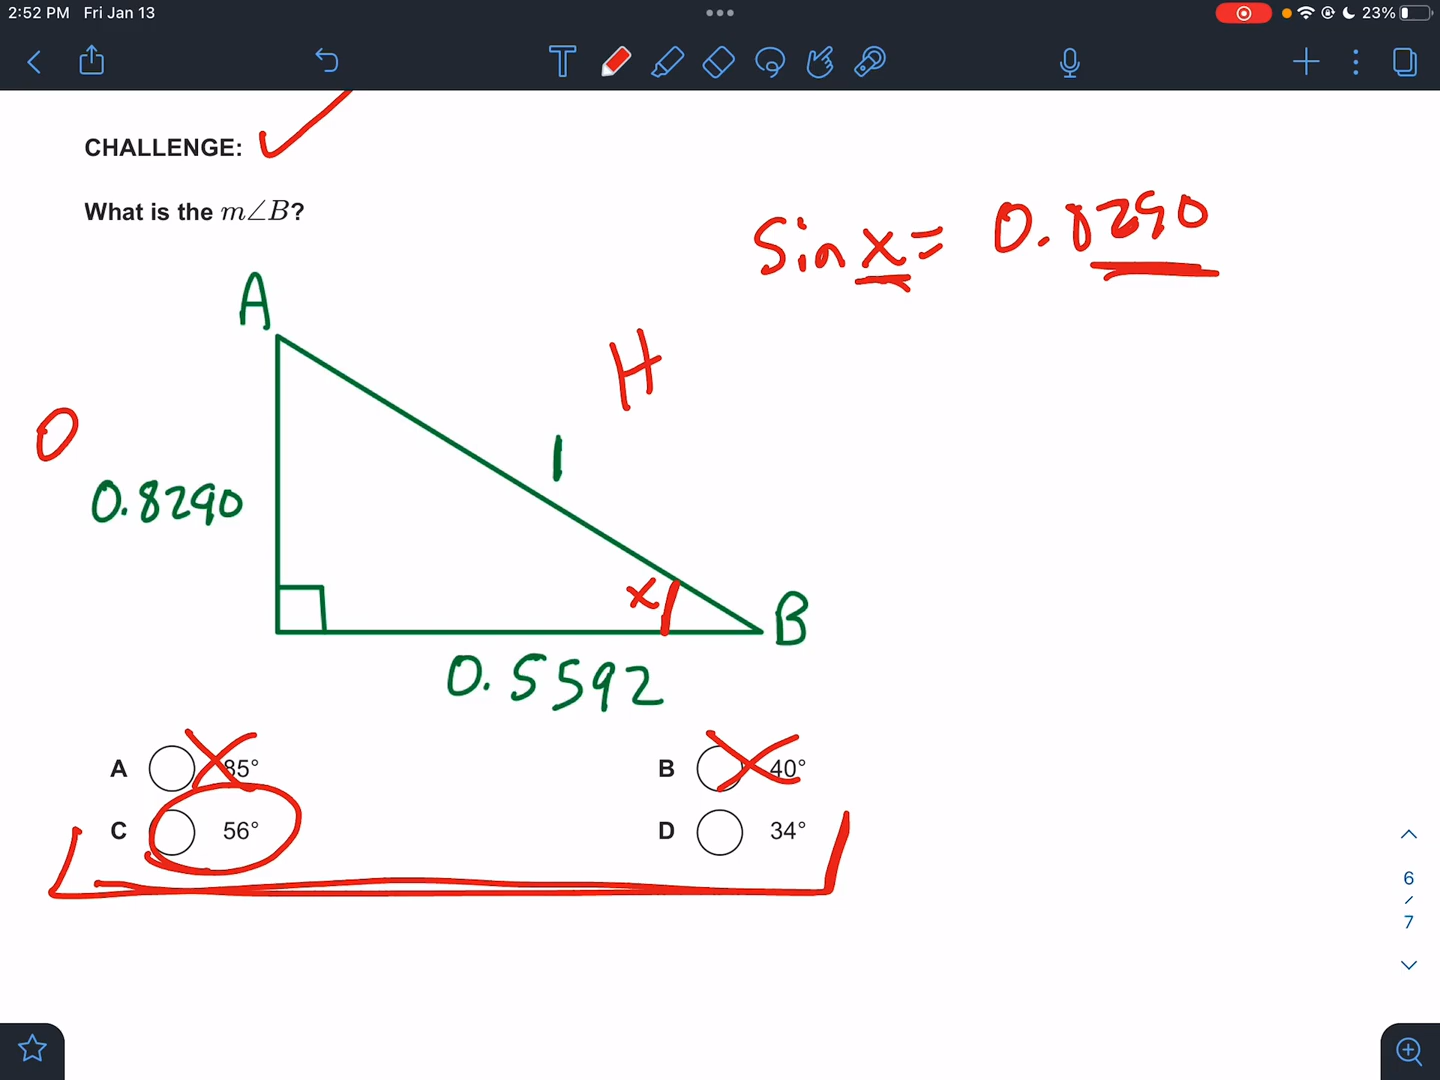 2:52 PM Fri Jan 13
23%
T
CHALLENGE:
What is the m∠B?
sin x = 0.8290
A
H
O
1
0.8290
x
B
0.5592
A 85°
B 40°
C 56°
D 34°
6
/
7